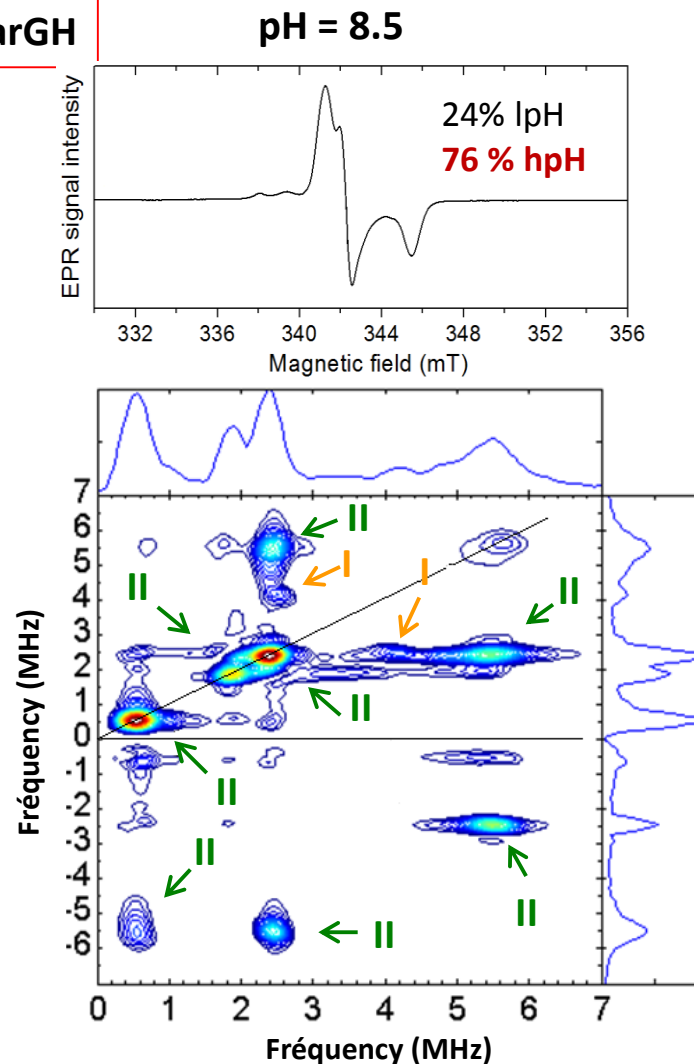 arGH
pH = 8.5
EPR signal intensity
24% lpH
76 % hpH
332 336 340 344 348 352 356
Magnetic field (mT)
7
6
5
4
3
2
1
0
-1
-2
-3
-5
-6
Fréquency (MHz)
II
I
I
II
II
II
II
II
II
II
0 1 2 3 4 5 6 7
Fréquency (MHz)